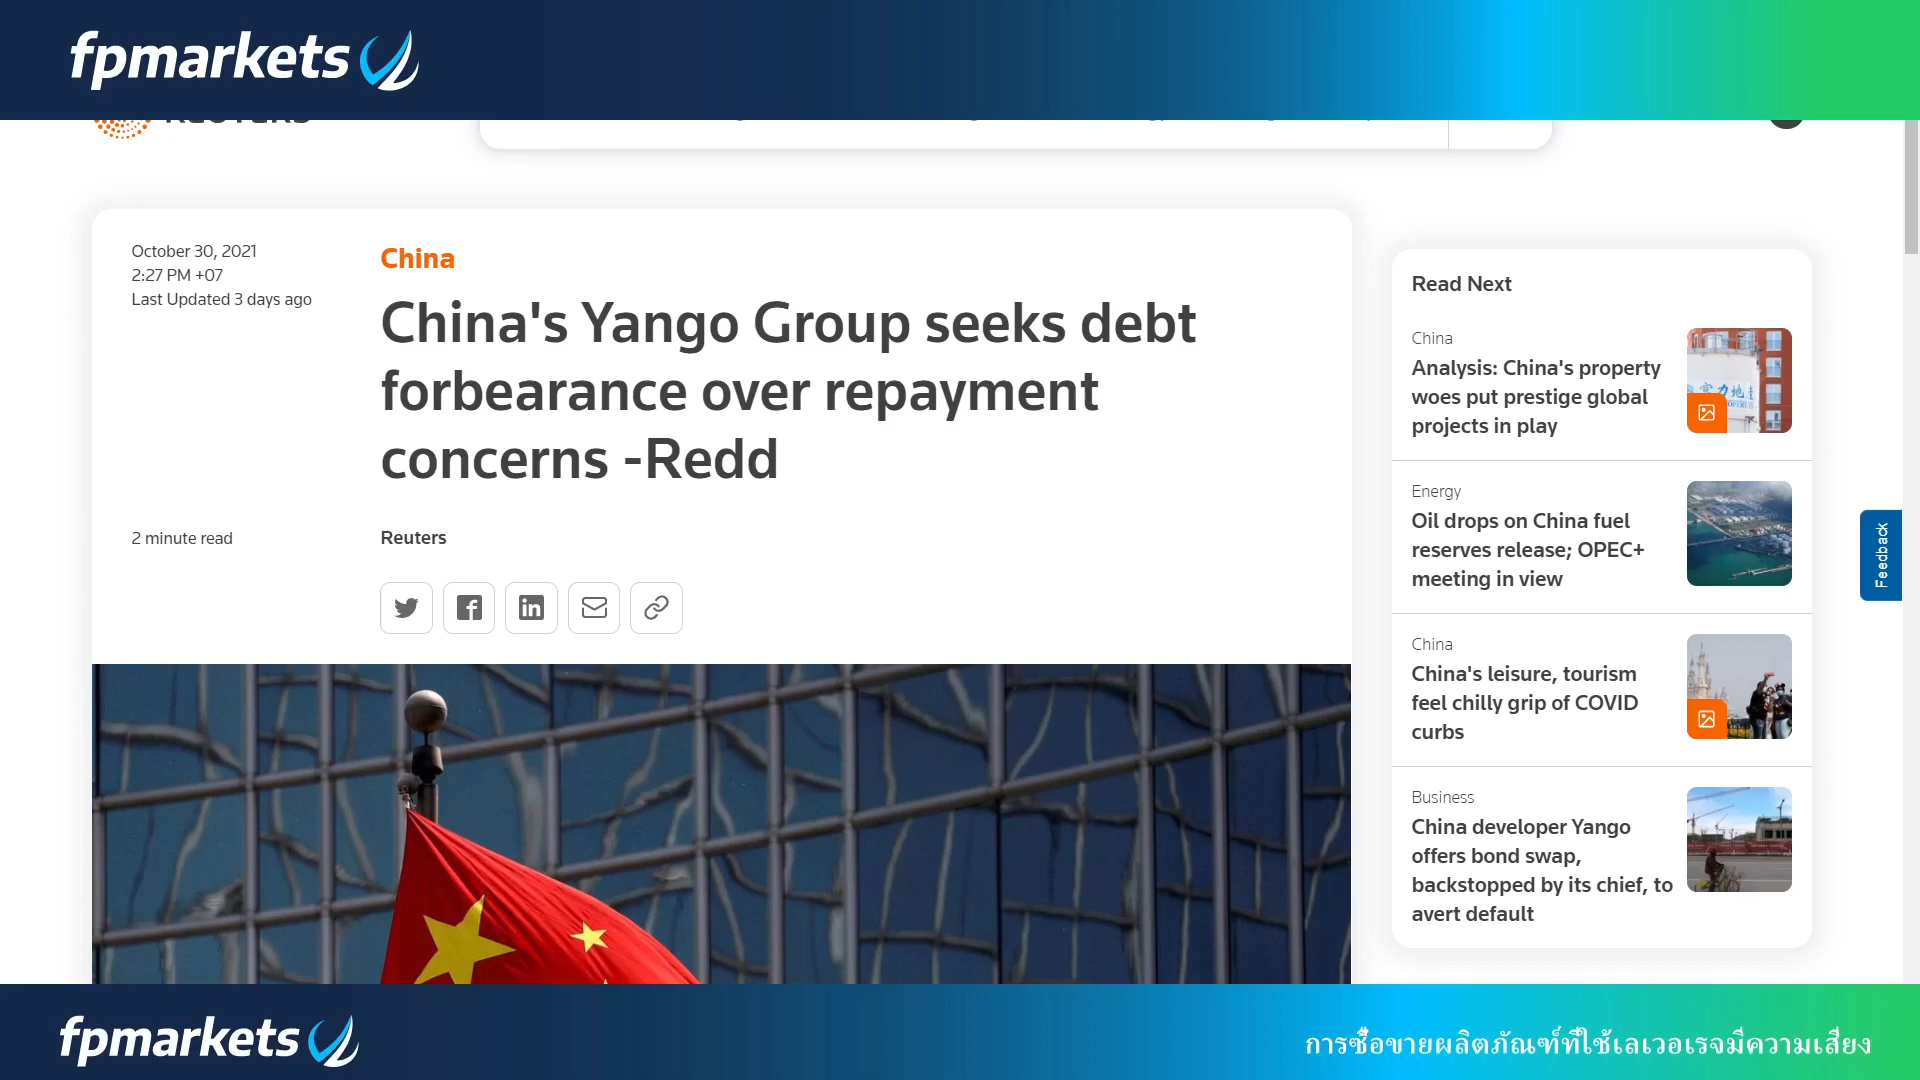 fpmarkets
REUTERS
October 30, 2021
2:27 PM +07
Last Updated 3 days ago
China
China's Yango Group seeks debt
forbearance over repayment
concerns -Redd
2 minute read
Reuters
Read Next
China
Analysis: China's property
woes put prestige global
projects in play
Energy
Oil drops on China fuel
reserves release; OPEC+
meeting in view
China
China's leisure, tourism
feel chilly grip of COVID
curbs
Business
China developer Yango
offers bond swap,
backstopped by its chief, to
avert default
Feedback
fpmarkets
การซื้อขายผลิตภัณฑ์ที่ใช้เลเวอเรจมีความเสี่ยง